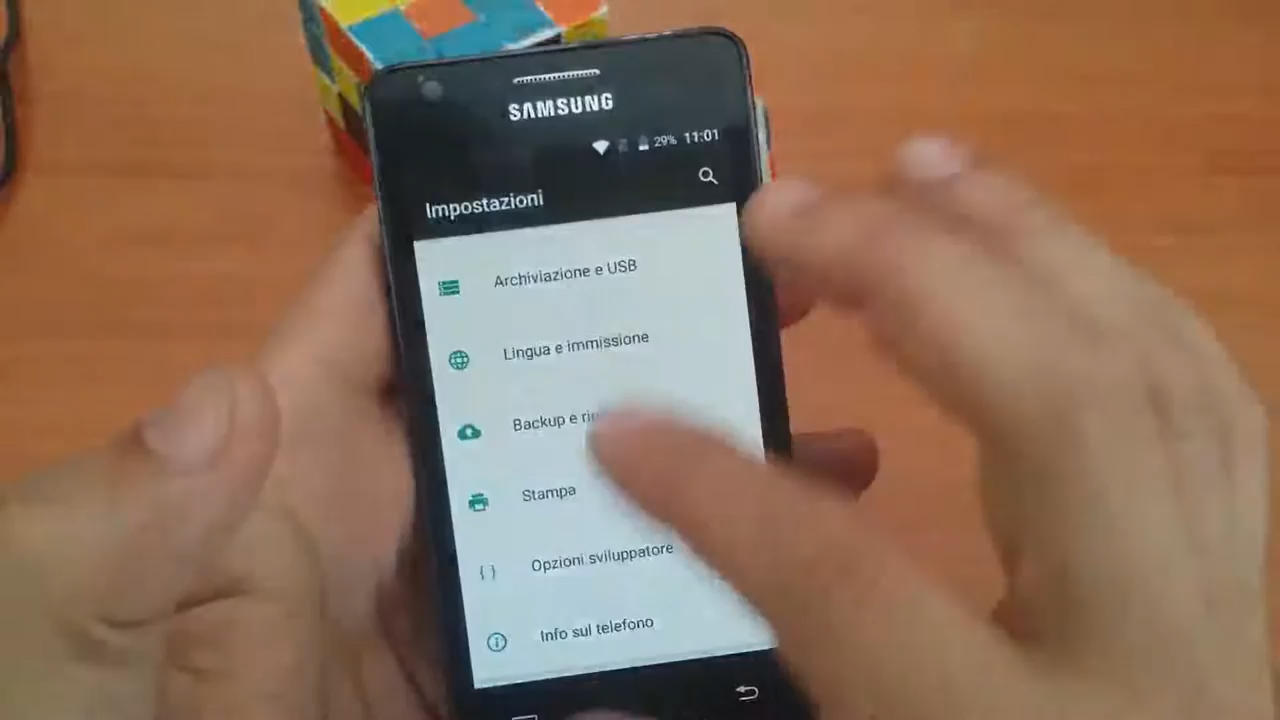 SAMSUNG
29% 11:01
Impostazioni
Archiviazione e USB
Lingua e immissione
Backup e
Stampa
Opzioni sviluppatore
Info sul telefono